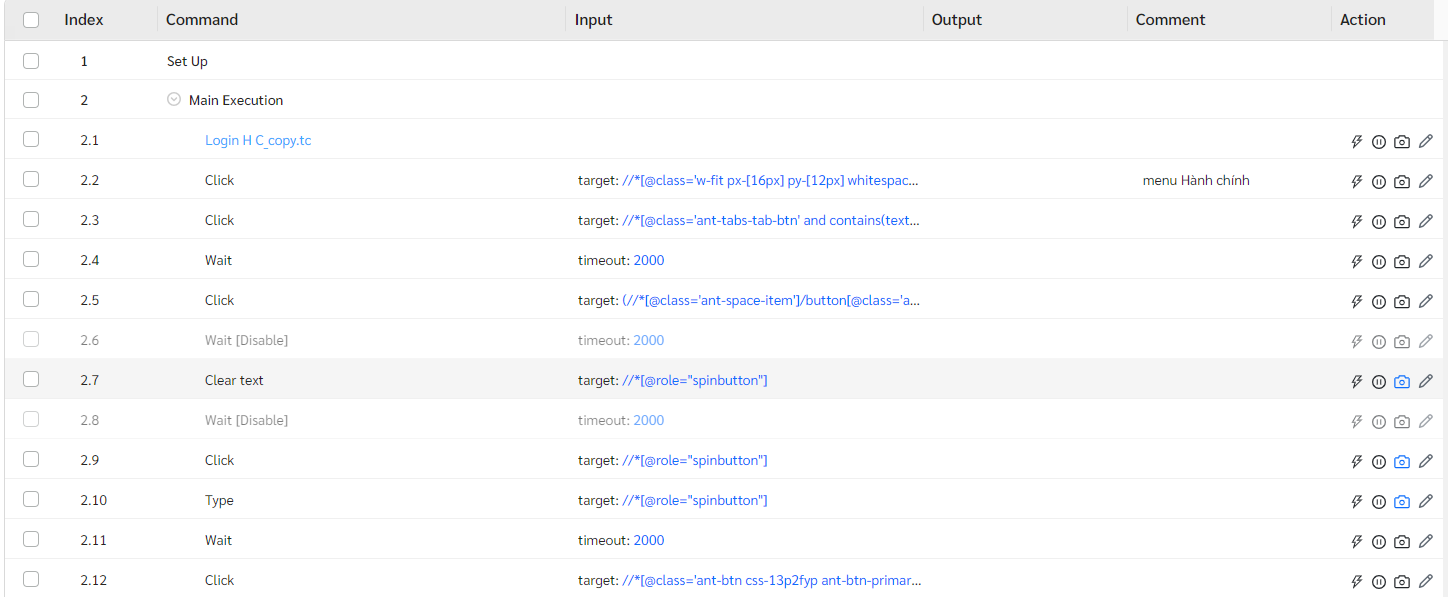 Index Command Input Output Comment Action
1 Set Up
2 Main Execution
2.1 Login H C_copy.tc
2.2 Click target: //*[@class='w-fit px-[16px] py-[12px] whitespac... menu Hành chính
2.3 Click target: //*[@class='ant-tabs-tab-btn' and contains(text...
2.4 Wait timeout: 2000
2.5 Click target: (//*[@class='ant-space-item']/button[@class='a...
2.6 Wait [Disable] timeout: 2000
2.7 Clear text target: //*[@role="spinbutton"]
2.8 Wait [Disable] timeout: 2000
2.9 Click target: //*[@role="spinbutton"]
2.10 Type target: //*[@role="spinbutton"]
2.11 Wait timeout: 2000
2.12 Click target: //*[@class='ant-btn css-13p2fyp ant-btn-primar...